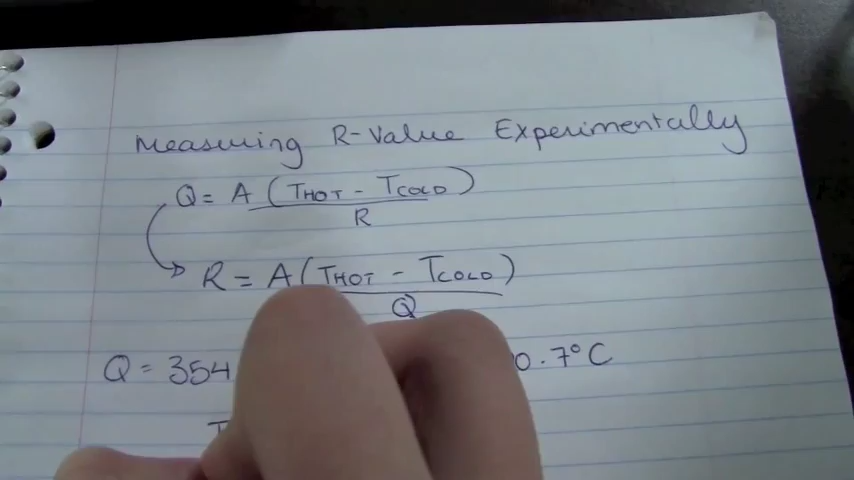 Measuring R-Value Experimentally
Q = A (THOT - TCOLD)
R
R = A (THOT - TCOLD)
Q
Q = 354 0.7°C
T